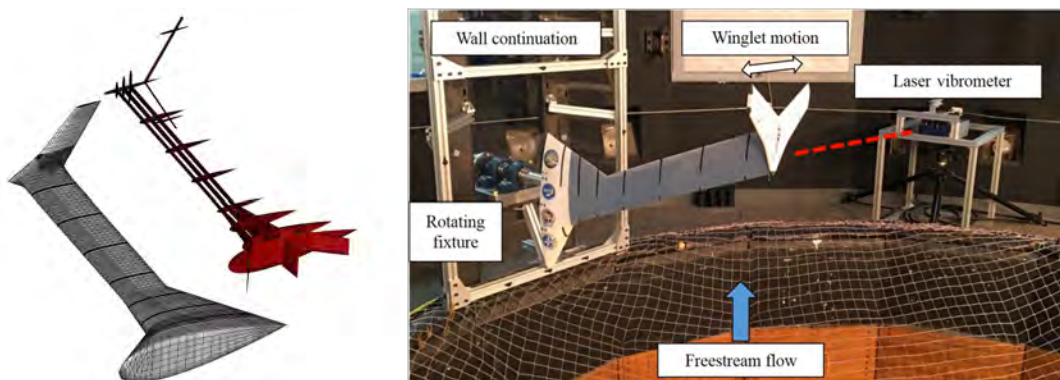 Wall continuation
Winglet motion
Laser vibrometer
Rotating
fixture
Freestream flow